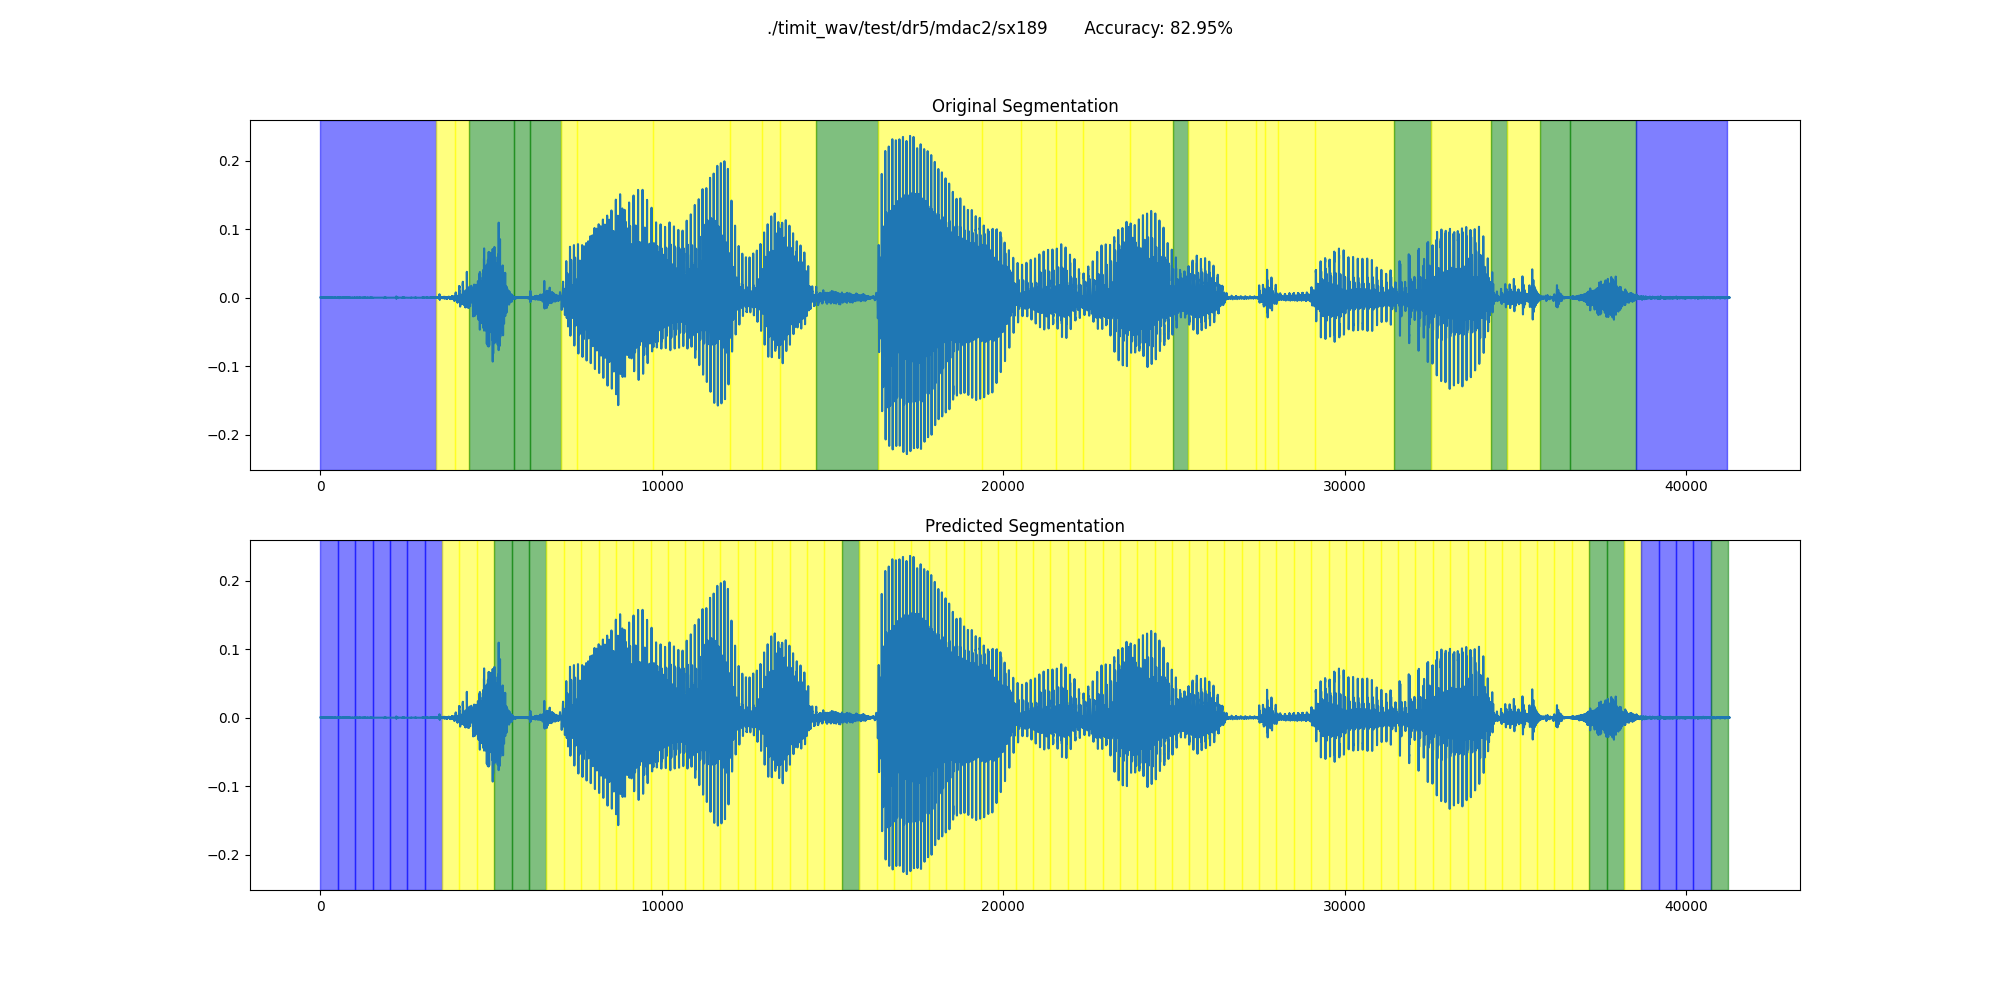 ./timit_wav/test/dr5/mdac2/sx189 Accuracy: 82.95%
Original Segmentation
0.2
0.1
0.0
−0.1
−0.2
0 10000 20000 30000 40000
Predicted Segmentation
0.2
0.1
0.0
−0.1
−0.2
0 10000 20000 30000 40000